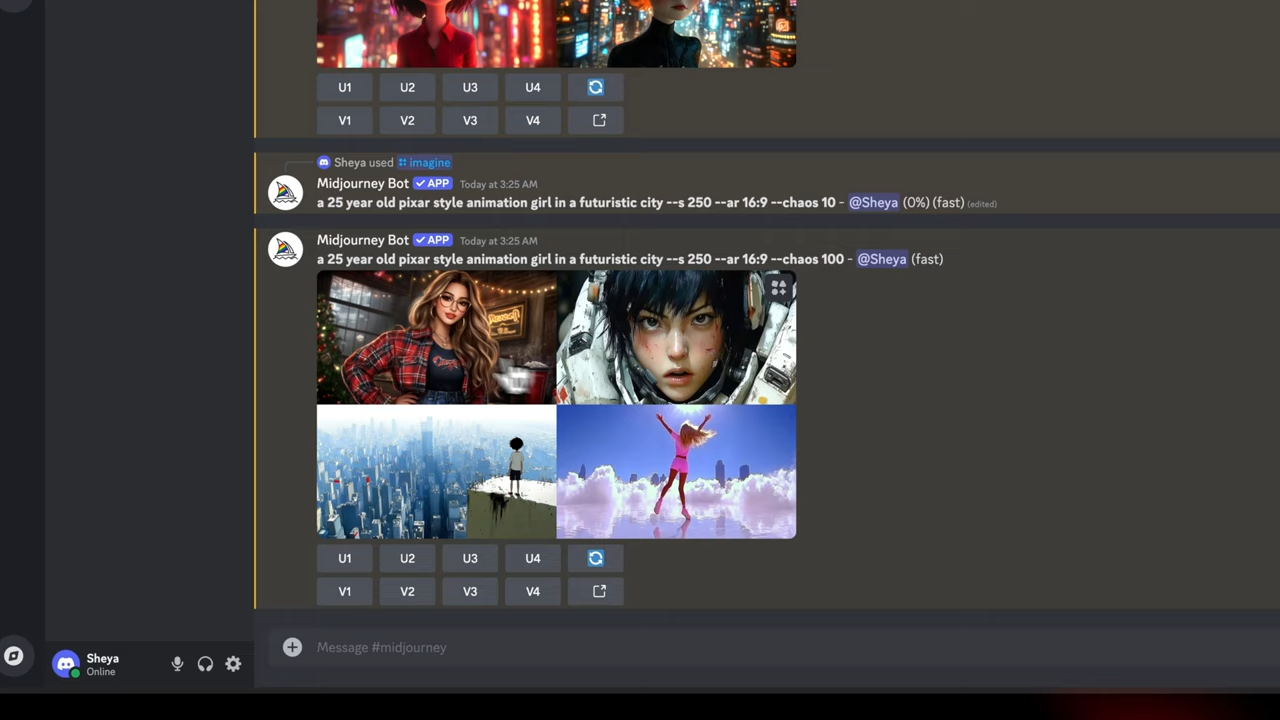 U1 U2 U3 U4
V1 V2 V3 V4
Sheya used imagine
Midjourney Bot APP Today at 3:25 AM
a 25 year old pixar style animation girl in a futuristic city --s 250 --ar 16:9 --chaos 10 - @Sheya (0%) (fast) (edited)
Midjourney Bot APP Today at 3:25 AM
a 25 year old pixar style animation girl in a futuristic city --s 250 --ar 16:9 --chaos 100 - @Sheya (fast)
U1 U2 U3 U4
V1 V2 V3 V4
Message #midjourney
Sheya
Online